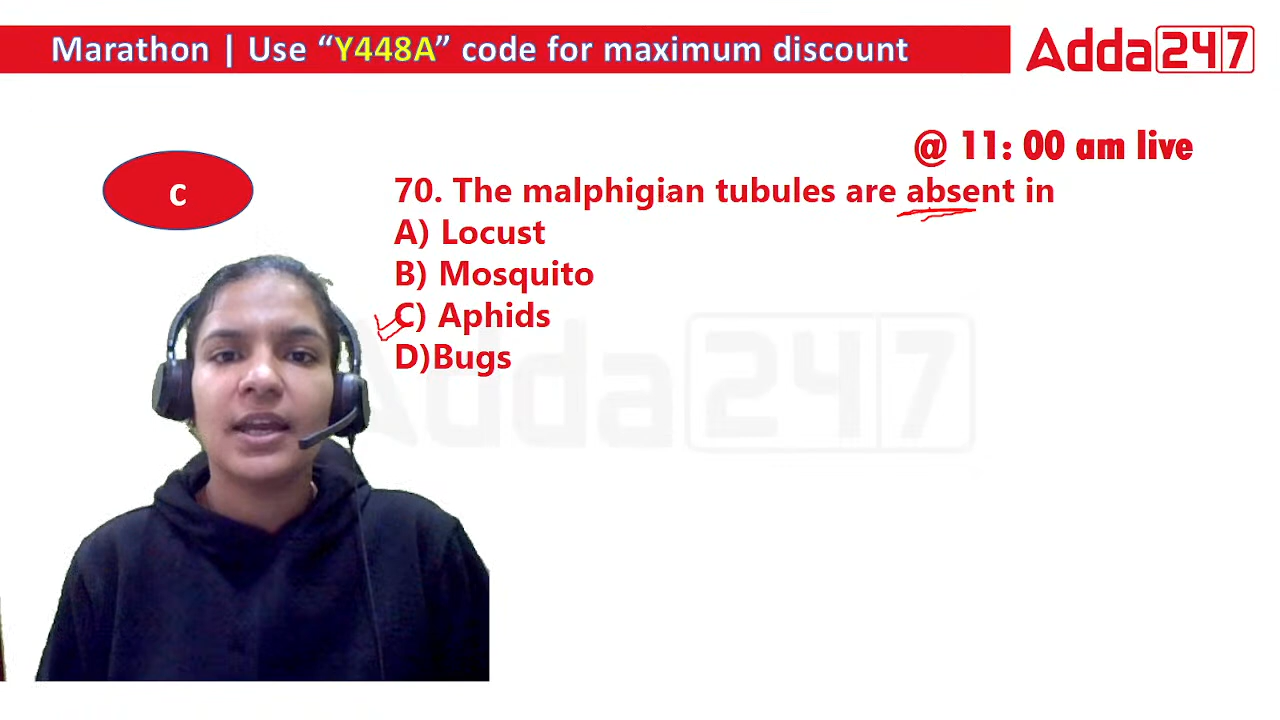 Marathon | Use “Y448A” code for maximum discount
Adda247
@ 11: 00 am live
C
70. The malphigian tubules are absent in
A) Locust
B) Mosquito
C) Aphids
D)Bugs
Adda247